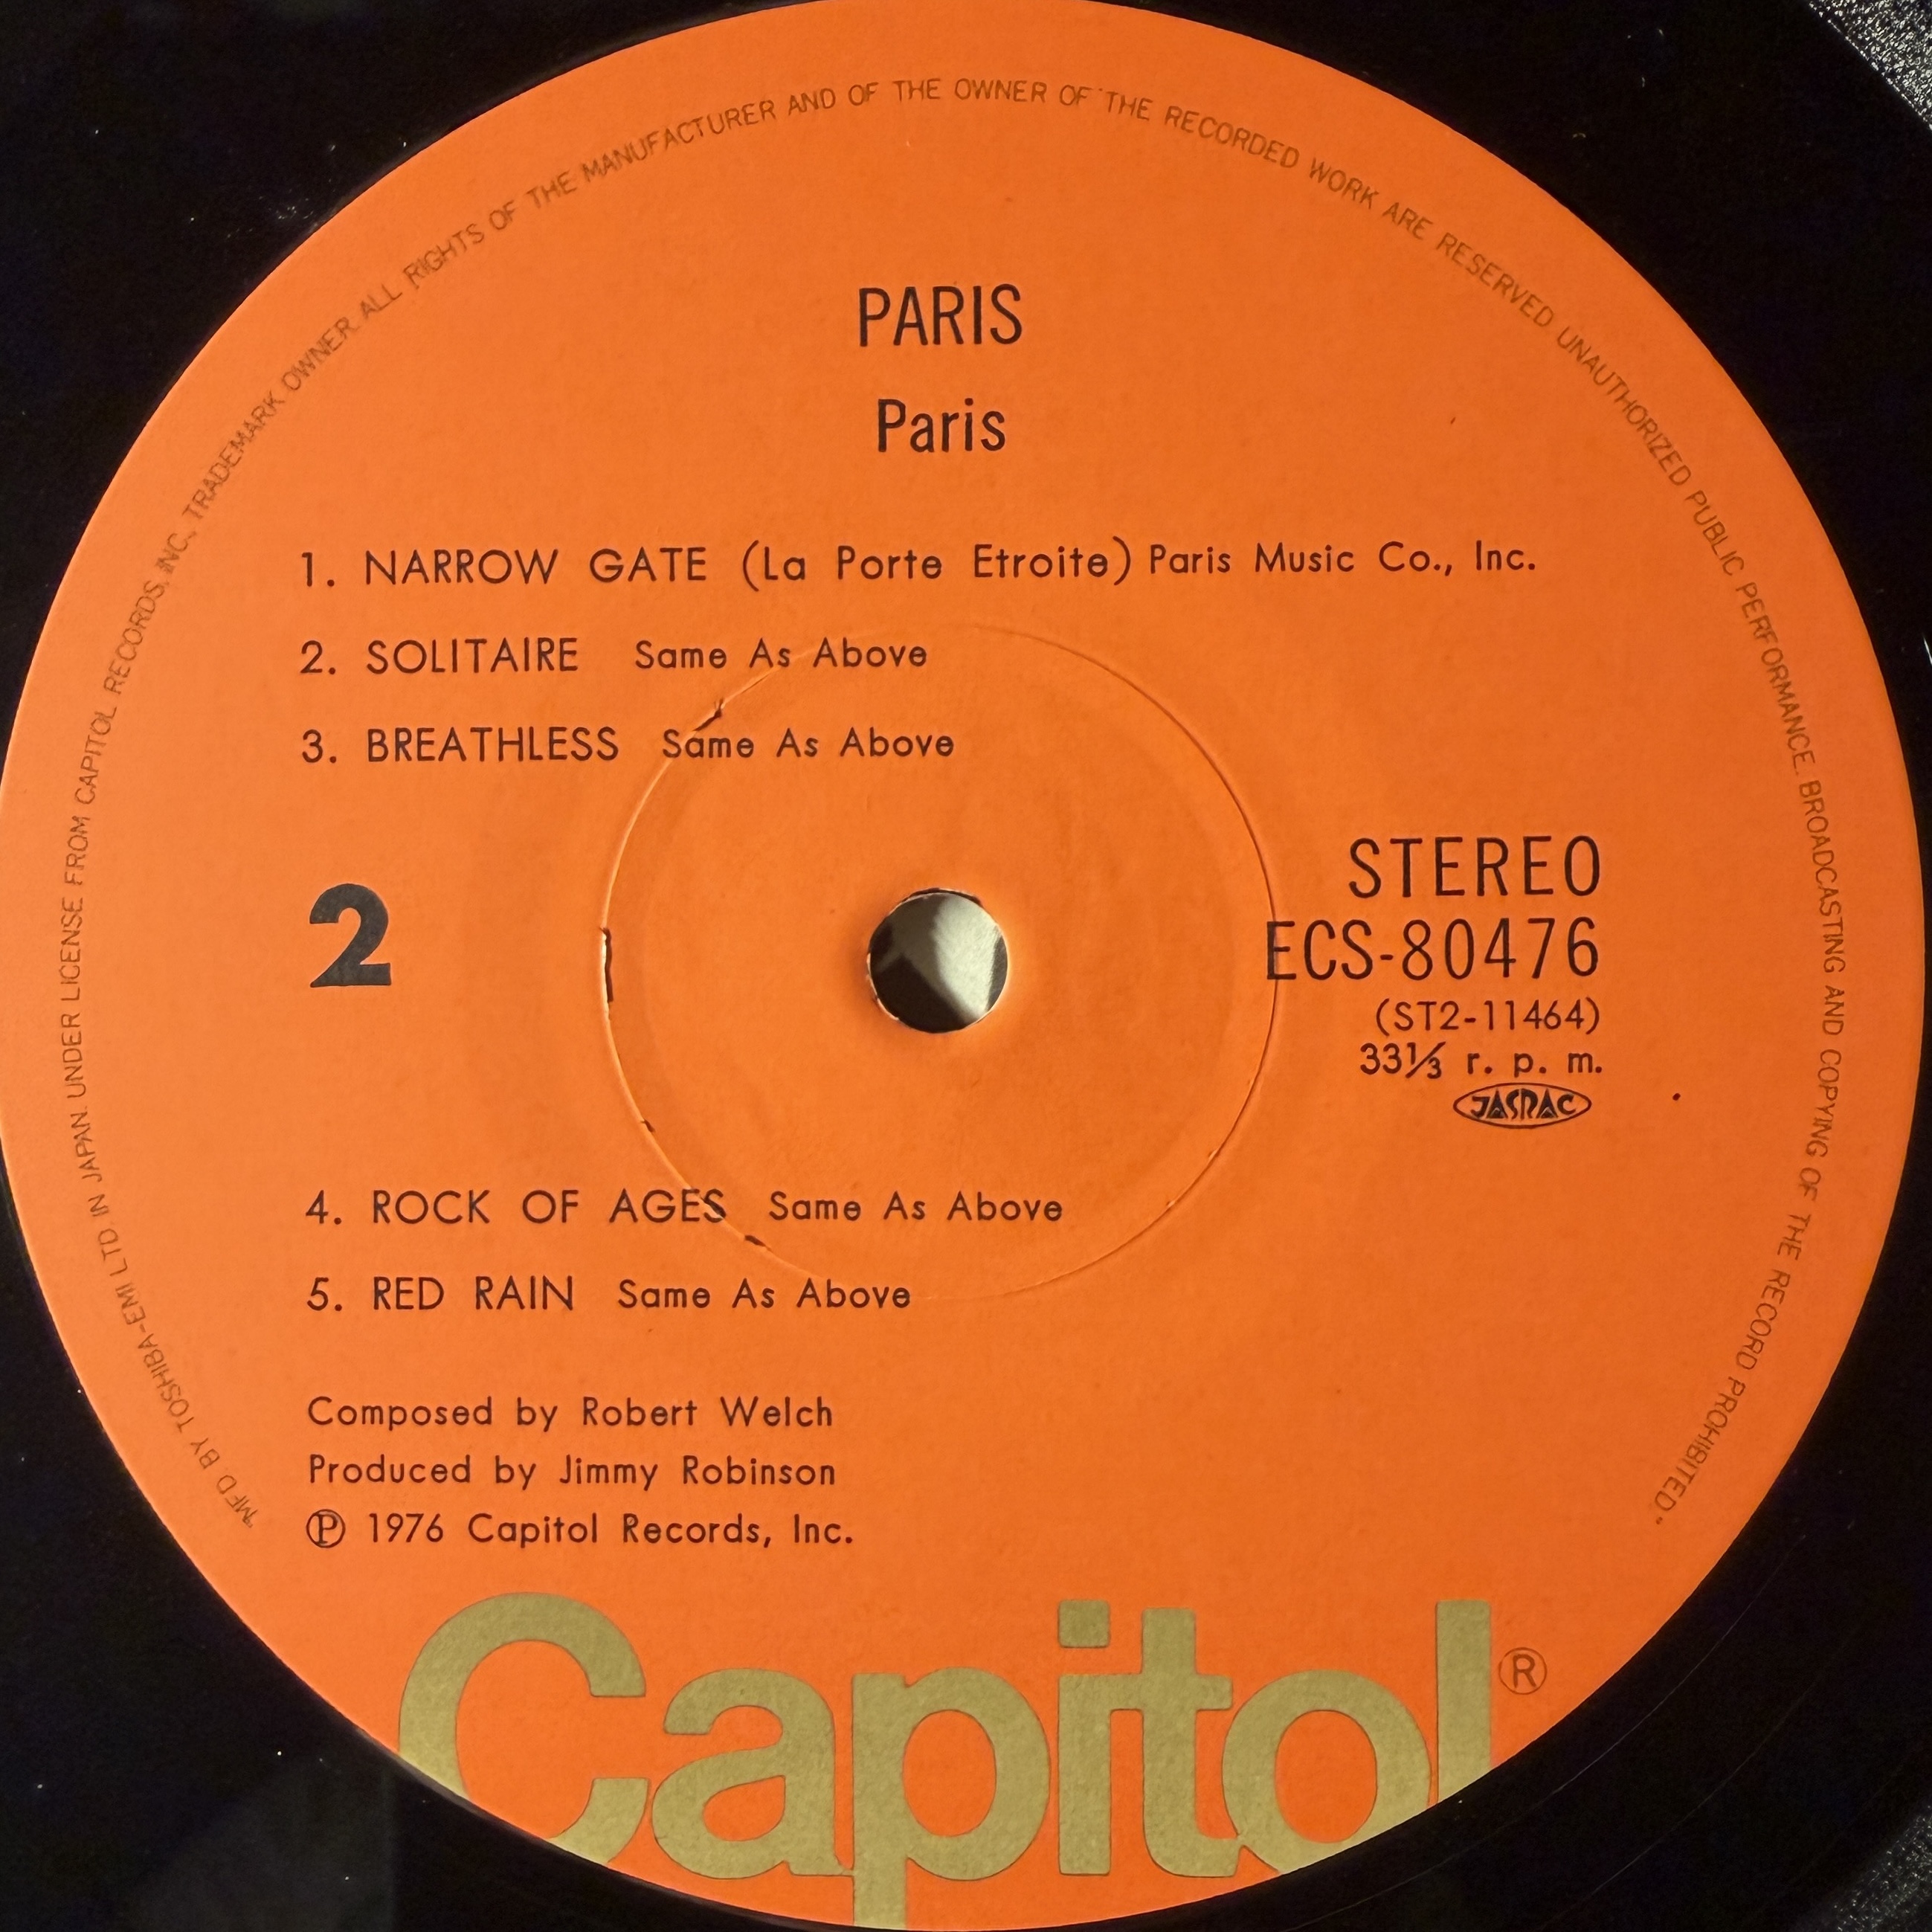 "MFD. BY TOSHIBA-EMI LTD. IN JAPAN. UNDER LICENSE FROM CAPITOL RECORDS, INC., TRADEMARK OWNER. ALL RIGHTS OF THE MANUFACTURER AND OF THE OWNER OF THE RECORDED WORK ARE RESERVED UNAUTHORIZED PUBLIC PERFORMANCE. BROADCASTING AND COPYING OF THE RECORD PROHIBITED."
PARIS
Paris
1. NARROW GATE (La Porte Etroite) Paris Music Co., Inc.
2. SOLITAIRE Same As Above
3. BREATHLESS Same As Above
2
STEREO
ECS-80476
(ST2-11464)
33⅓ r. p. m.
JASRAC
4. ROCK OF AGES Same As Above
5. RED RAIN Same As Above
Composed by Robert Welch
Produced by Jimmy Robinson
℗ 1976 Capitol Records, Inc.
Capitol®